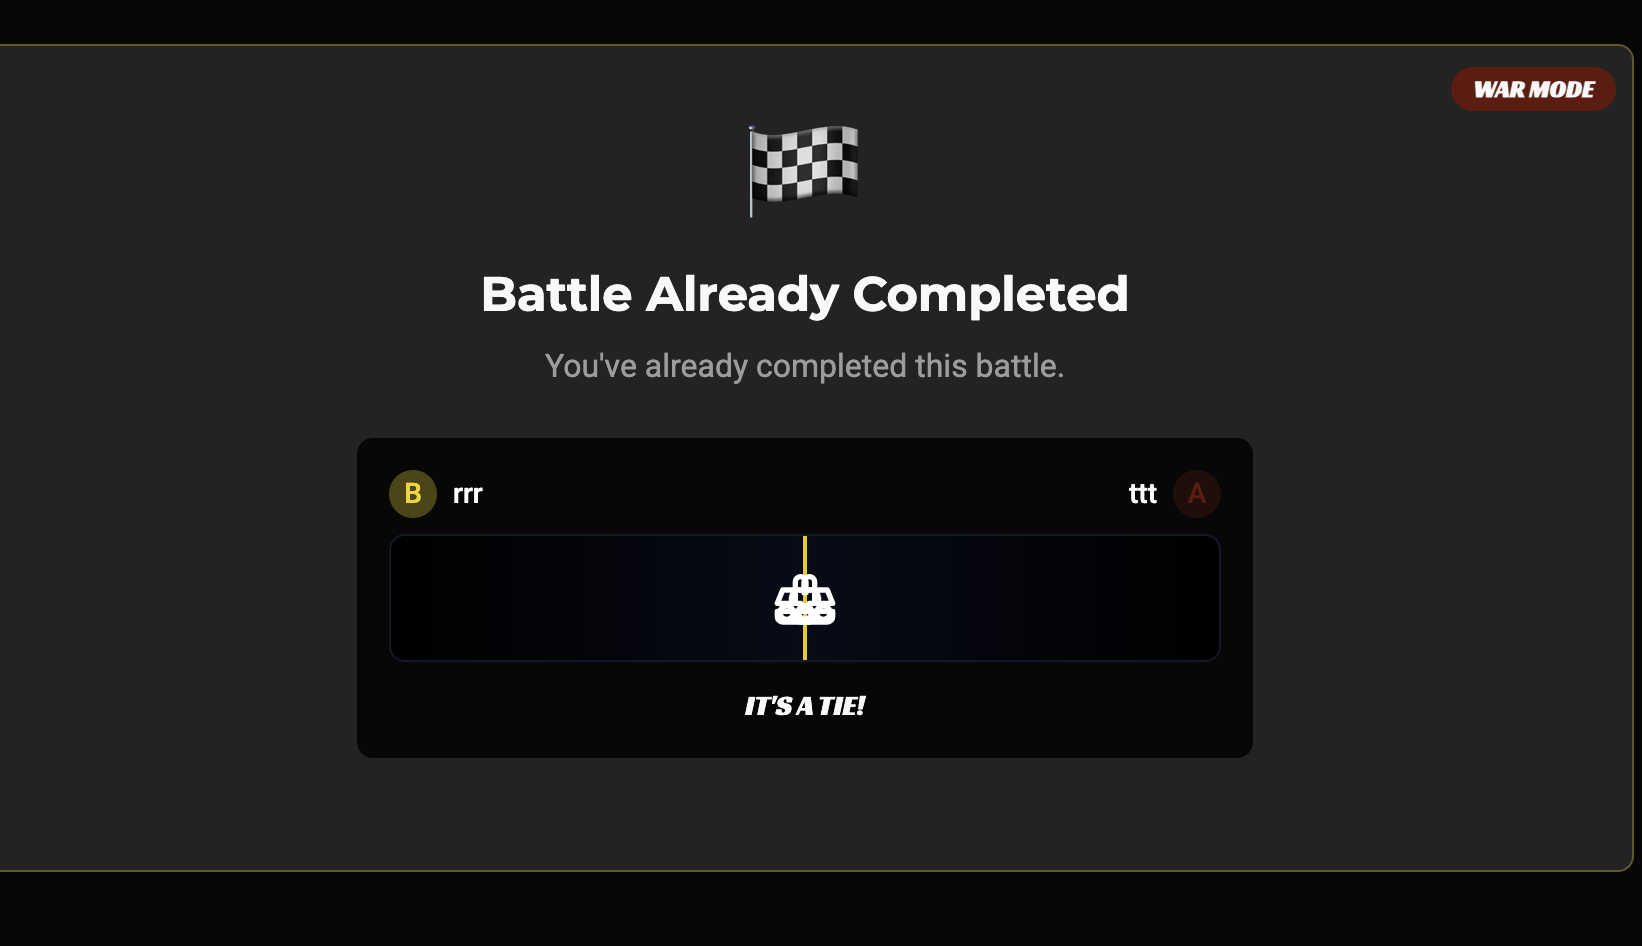 WAR MODE
Battle Already Completed
You've already completed this battle.
B rrr ttt A
IT'S A TIE!